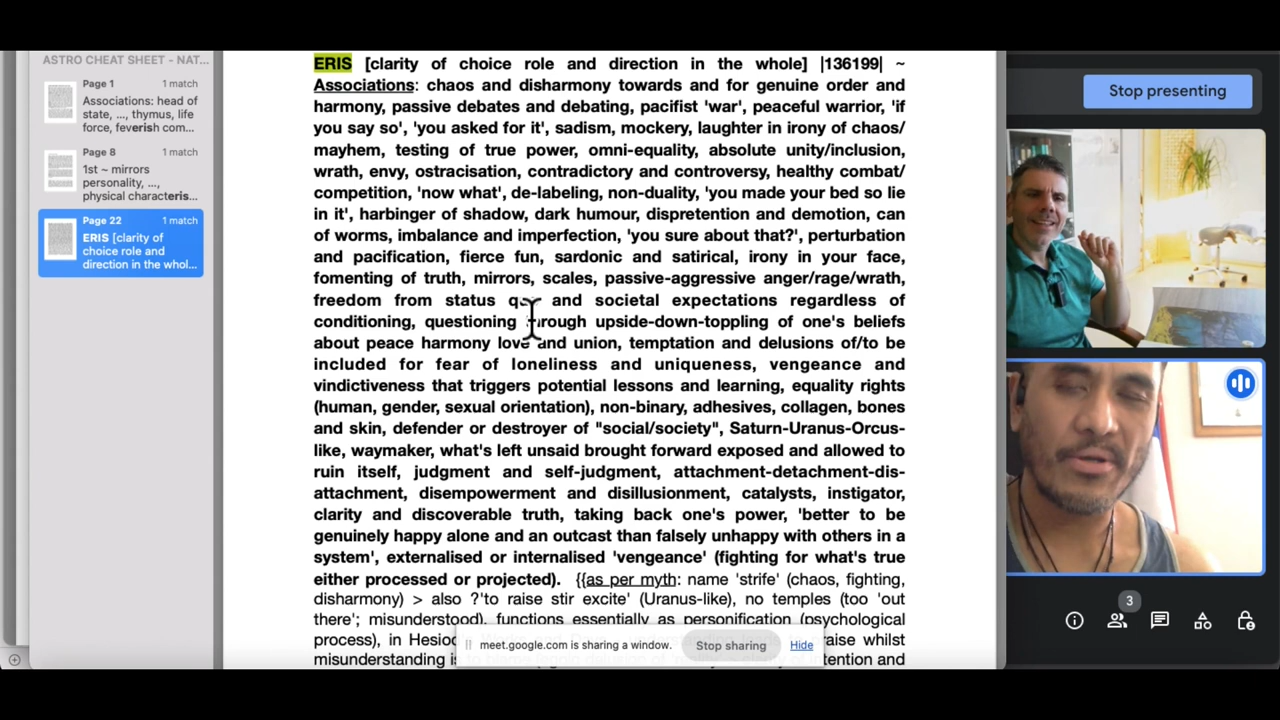 ASTRO CHEAT SHEET - NAT...
Page 1 1 match
Associations: head of
state, ..., thymus, life
force, feverish com...
Page 8 1 match
1st ~ mirrors
personality, ...,
physical characteris...
Page 22 1 match
ERIS [clarity of
choice role and
direction in the whol...
ERIS [clarity of choice role and direction in the whole] |136199| ~
Associations: chaos and disharmony towards and for genuine order and
harmony, passive debates and debating, pacifist 'war', peaceful warrior, 'if
you say so', 'you asked for it', sadism, mockery, laughter in irony of chaos/
mayhem, testing of true power, omni-equality, absolute unity/inclusion,
wrath, envy, ostracisation, contradictory and controversy, healthy combat/
competition, 'now what', de-labeling, non-duality, 'you made your bed so lie
in it', harbinger of shadow, dark humour, dispretention and demotion, can
of worms, imbalance and imperfection, 'you sure about that?', perturbation
and pacification, fierce fun, sardonic and satirical, irony in your face,
fomenting of truth, mirrors, scales, passive-aggressive anger/rage/wrath,
freedom from status and societal expectations regardless of
conditioning, questioning through upside-down-toppling of one's beliefs
about peace harmony love and union, temptation and delusions of/to be
included for fear of loneliness and uniqueness, vengeance and
vindictiveness that triggers potential lessons and learning, equality rights
(human, gender, sexual orientation), non-binary, adhesives, collagen, bones
and skin, defender or destroyer of "social/society", Saturn-Uranus-Orcus-
like, waymaker, what's left unsaid brought forward exposed and allowed to
ruin itself, judgment and self-judgment, attachment-detachment-dis-
attachment, disempowerment and disillusionment, catalysts, instigator,
clarity and discoverable truth, taking back one's power, 'better to be
genuinely happy alone and an outcast than falsely unhappy with others in a
system', externalised or internalised 'vengeance' (fighting for what's true
either processed or projected). {{as per myth: name 'strife' (chaos, fighting,
disharmony) > also ?'to raise stir excite' (Uranus-like), no temples (too 'out
there'; misunderstood), functions essentially as personification (psychological
process), in Hesiod praise whilst
misunderstanding is and
meet.google.com is sharing a window. Stop sharing Hide
Stop presenting
3